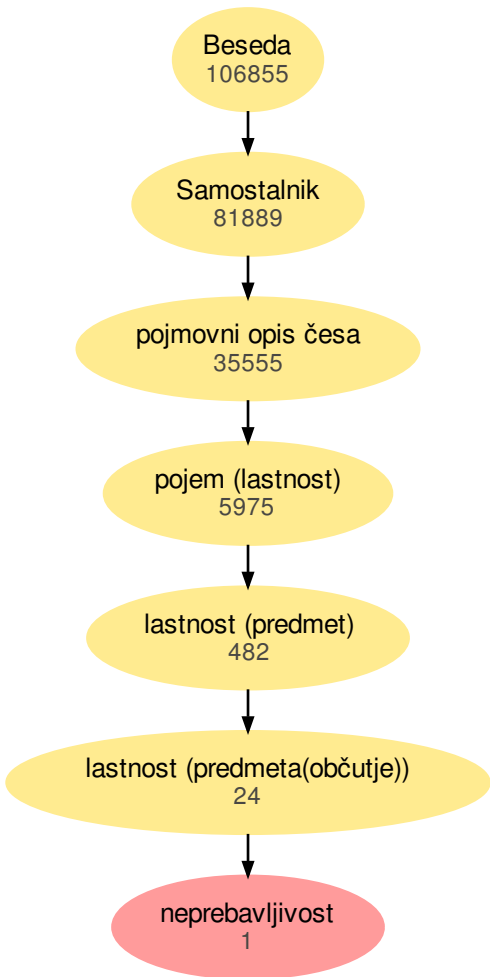 Beseda
106855
Samostalnik
81889
pojmovni opis česa
35555
pojem (lastnost)
5975
lastnost (predmet)
482
lastnost (predmeta(občutje))
24
neprebavljivost
1